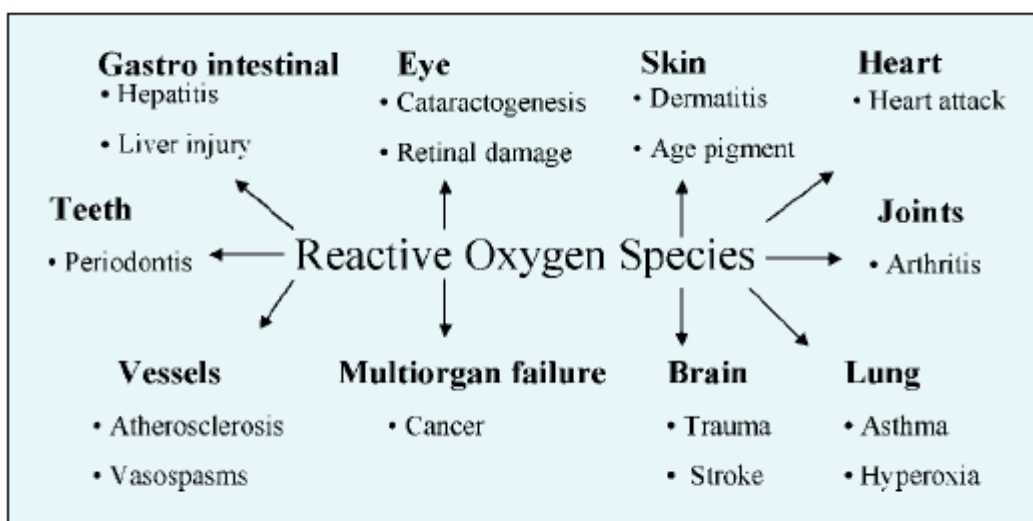 Gastro intestinal
• Hepatitis
• Liver injury
Eye
• Cataractogenesis
• Retinal damage
Skin
• Dermatitis
• Age pigment
Heart
• Heart attack
Teeth
• Periodontis
Reactive Oxygen Species
Joints
• Arthritis
Vessels
• Atherosclerosis
• Vasospasms
Multiorgan failure
• Cancer
Brain
• Trauma
• Stroke
Lung
• Asthma
• Hyperoxia